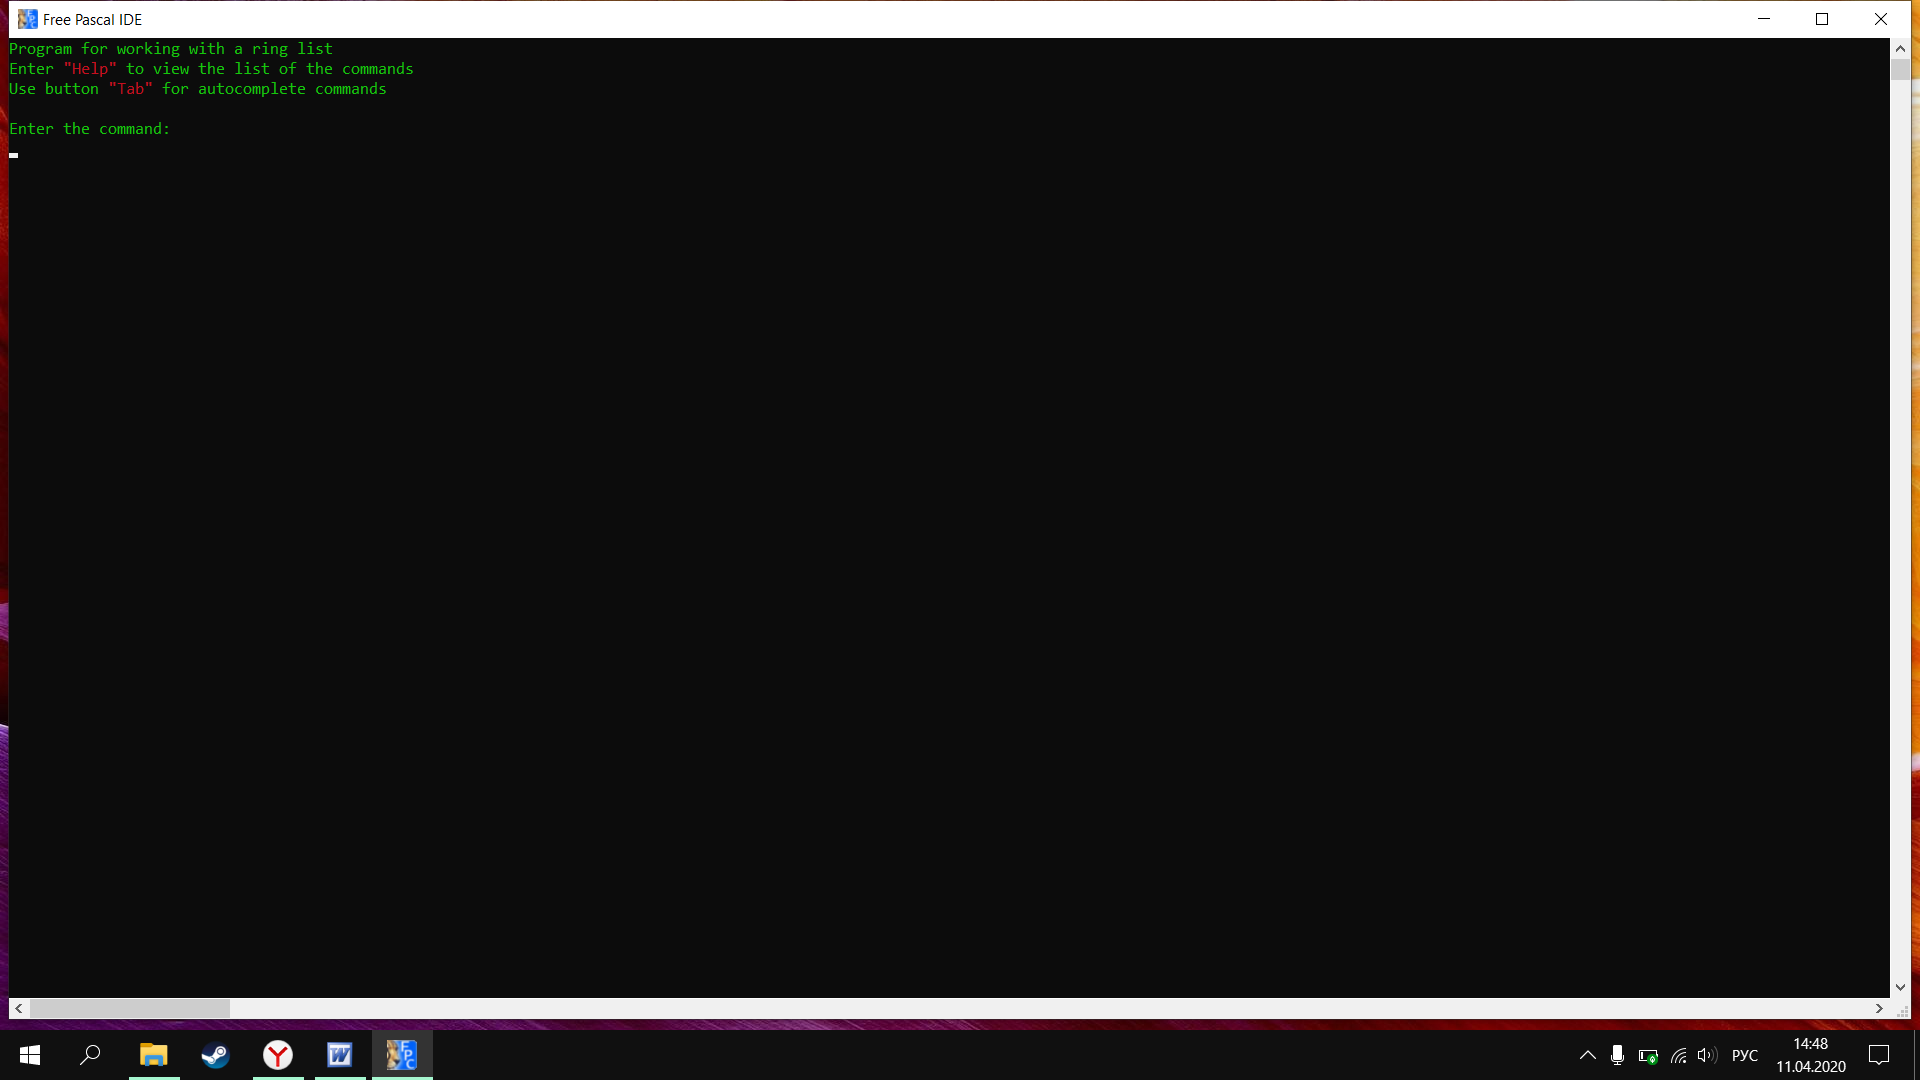 Free Pascal IDE
Program for working with a ring list
Enter "Help" to view the list of the commands
Use button "Tab" for autocomplete commands
Enter the command:
РУС
14:48
11.04.2020